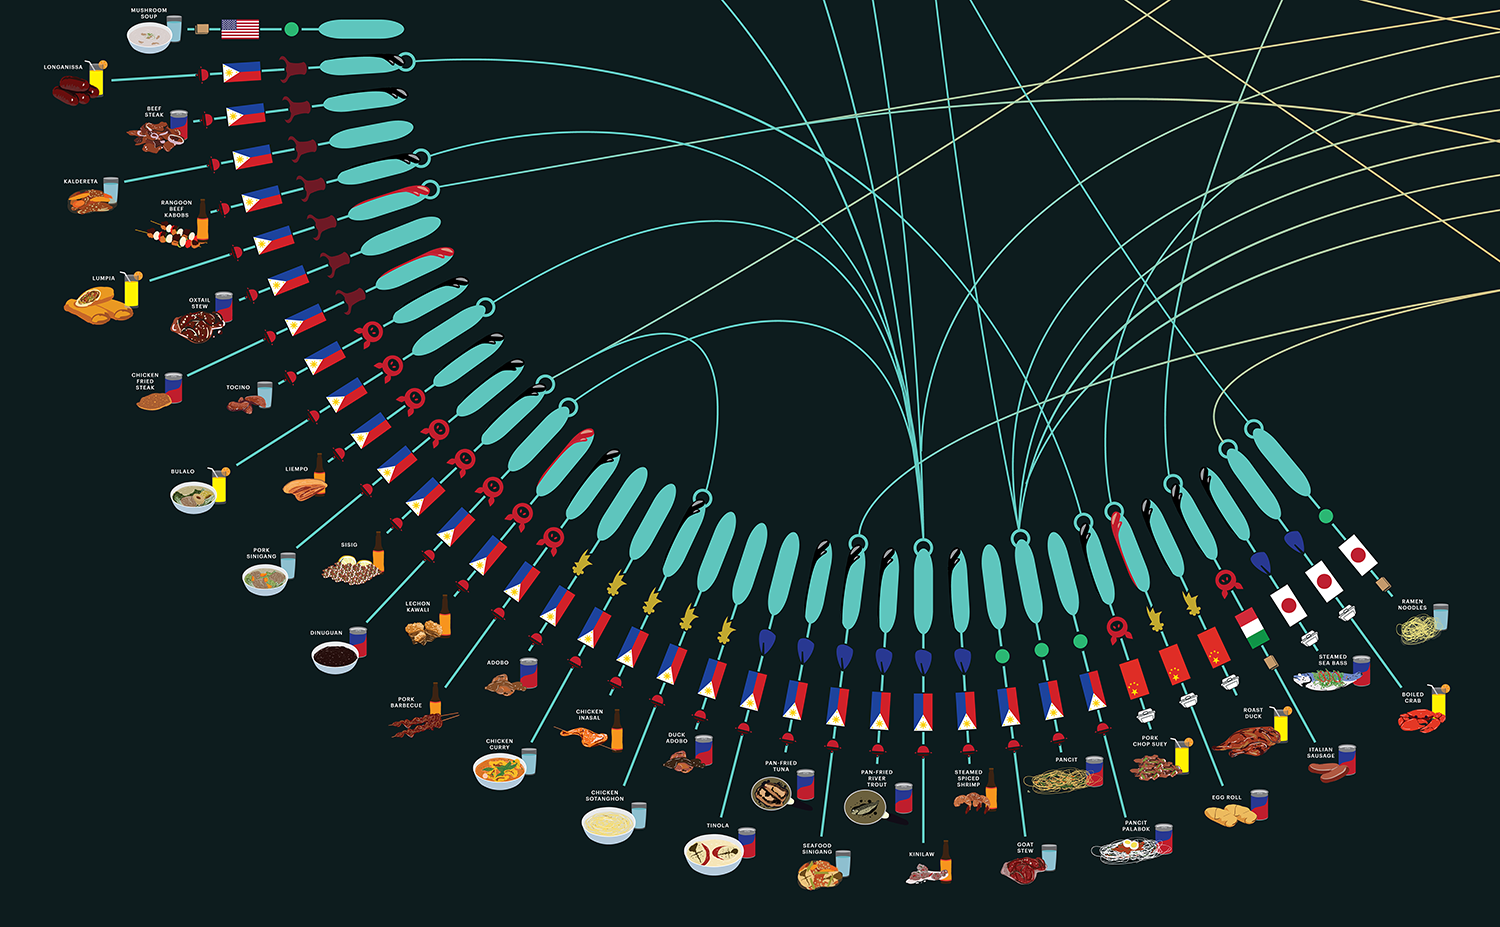 MUSHROOM
SOUP
LONGANISSA
BEEF
STEAK
KALDERETA
RANGOON
BEEF
KABOBS
LUMPIA
OXTAIL
STEW
CHICKEN
FRIED
STEAK
TOCINO
BULALO
LIEMPO
PORK
SINIGANG
SISIG
DINUGUAN
LECHON
KAWALI
PORK
BARBECUE
ADOBO
CHICKEN
CURRY
CHICKEN
INASAL
CHICKEN
SOTANGHON
DUCK
ADOBO
TINOLA
PAN-FRIED
TUNA
SEAFOOD
SINIGANG
PAN-FRIED
RIVER
TROUT
KINILAW
STEAMED
SPICED
SHRIMP
GOAT
STEW
PANCIT
PANCIT
PALABOK
PORK
CHOP SUEY
EGG ROLL
ROAST
DUCK
ITALIAN
SAUSAGE
STEAMED
SEA BASS
BOILED
CRAB
RAMEN
NOODLES